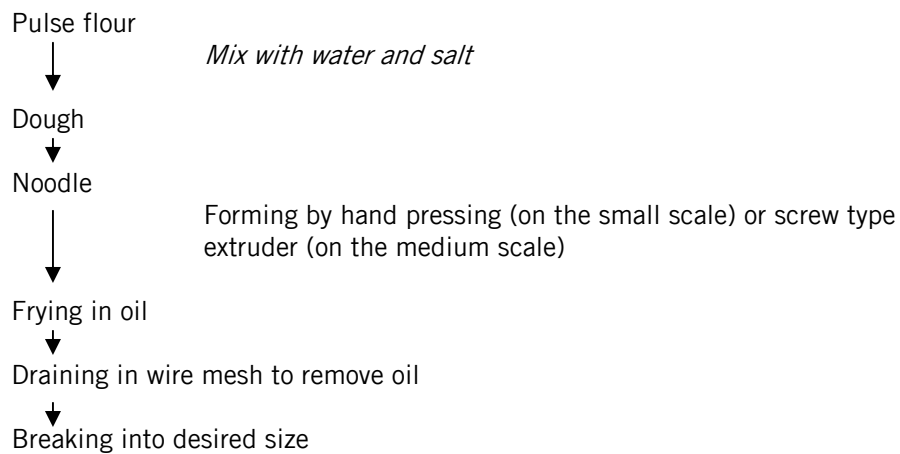 Pulse flour
Mix with water and salt
Dough
Noodle
Forming by hand pressing (on the small scale) or screw type
extruder (on the medium scale)
Frying in oil
Draining in wire mesh to remove oil
Breaking into desired size